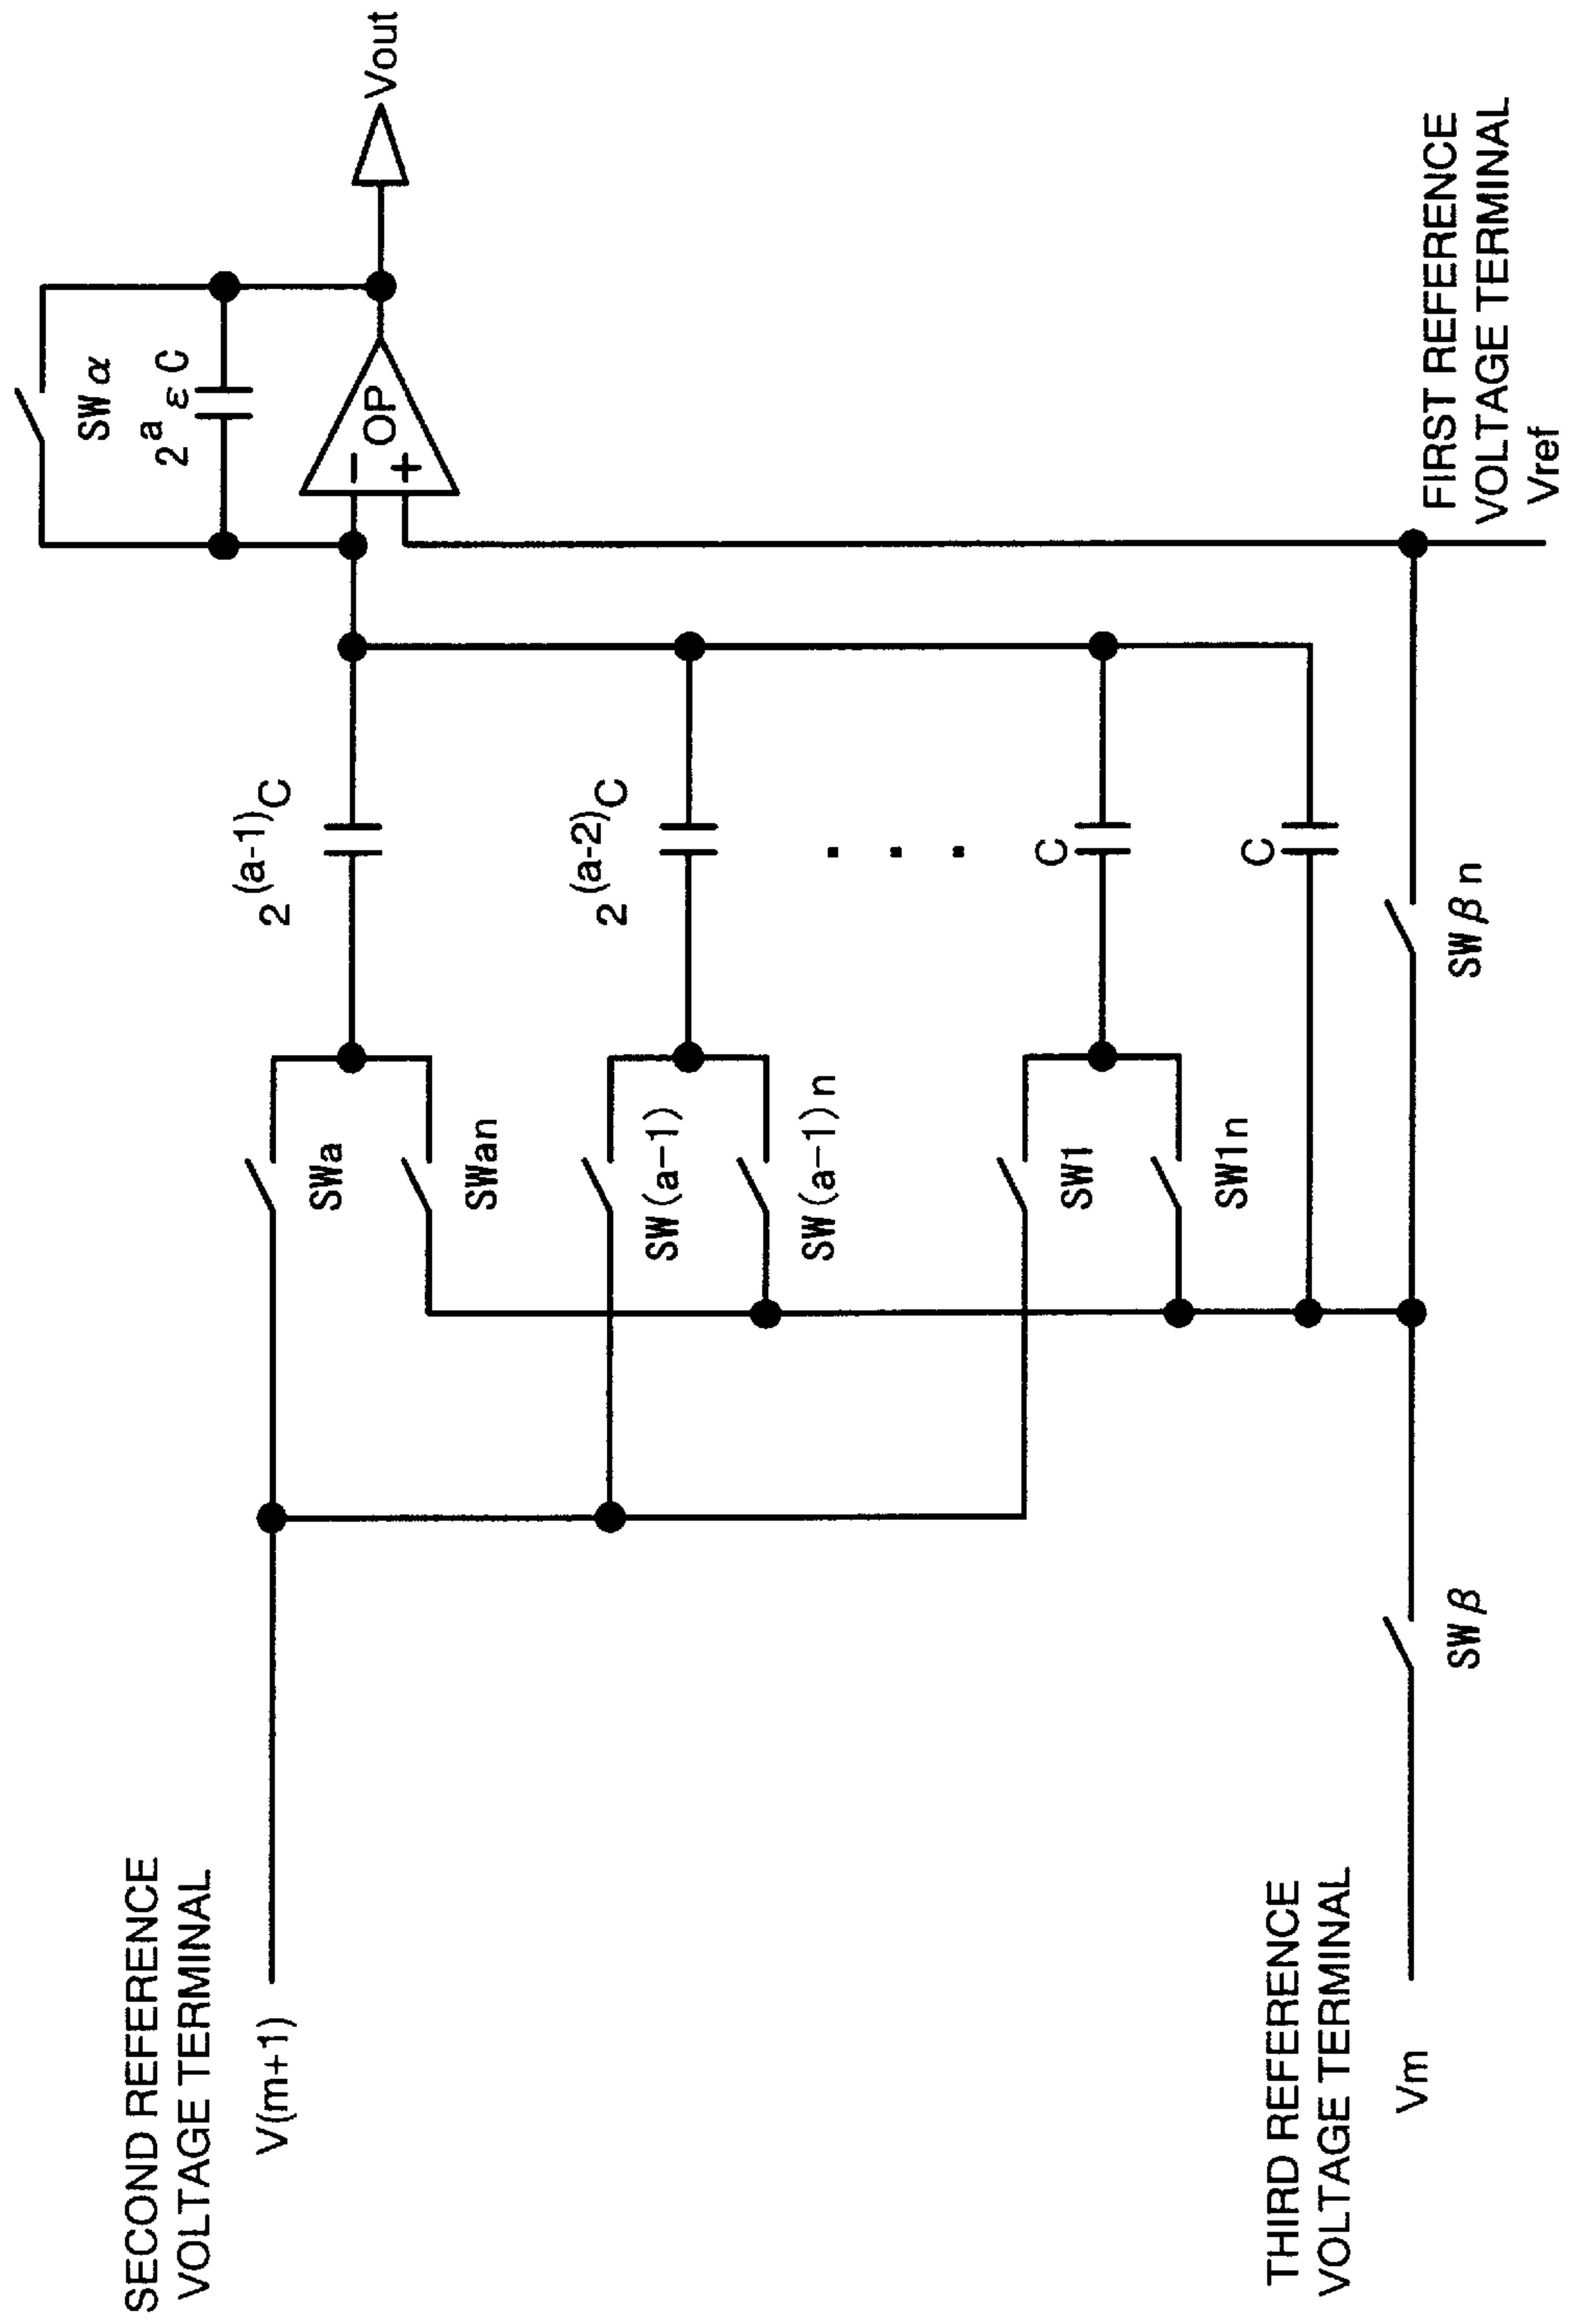 SECOND REFERENCE
VOLTAGE TERMINAL
V(m+1)
SWa
SWan
2^(a-1)C
SWα
2^a ε C
OP
−
+
Vout
SW(a−1)
SW(a−1)n
2^(a-2)C
. . .
SW1
SW1n
C
C
THIRD REFERENCE
VOLTAGE TERMINAL
Vm
SWβ
SWβn
FIRST REFERENCE
VOLTAGE TERMINAL
Vref